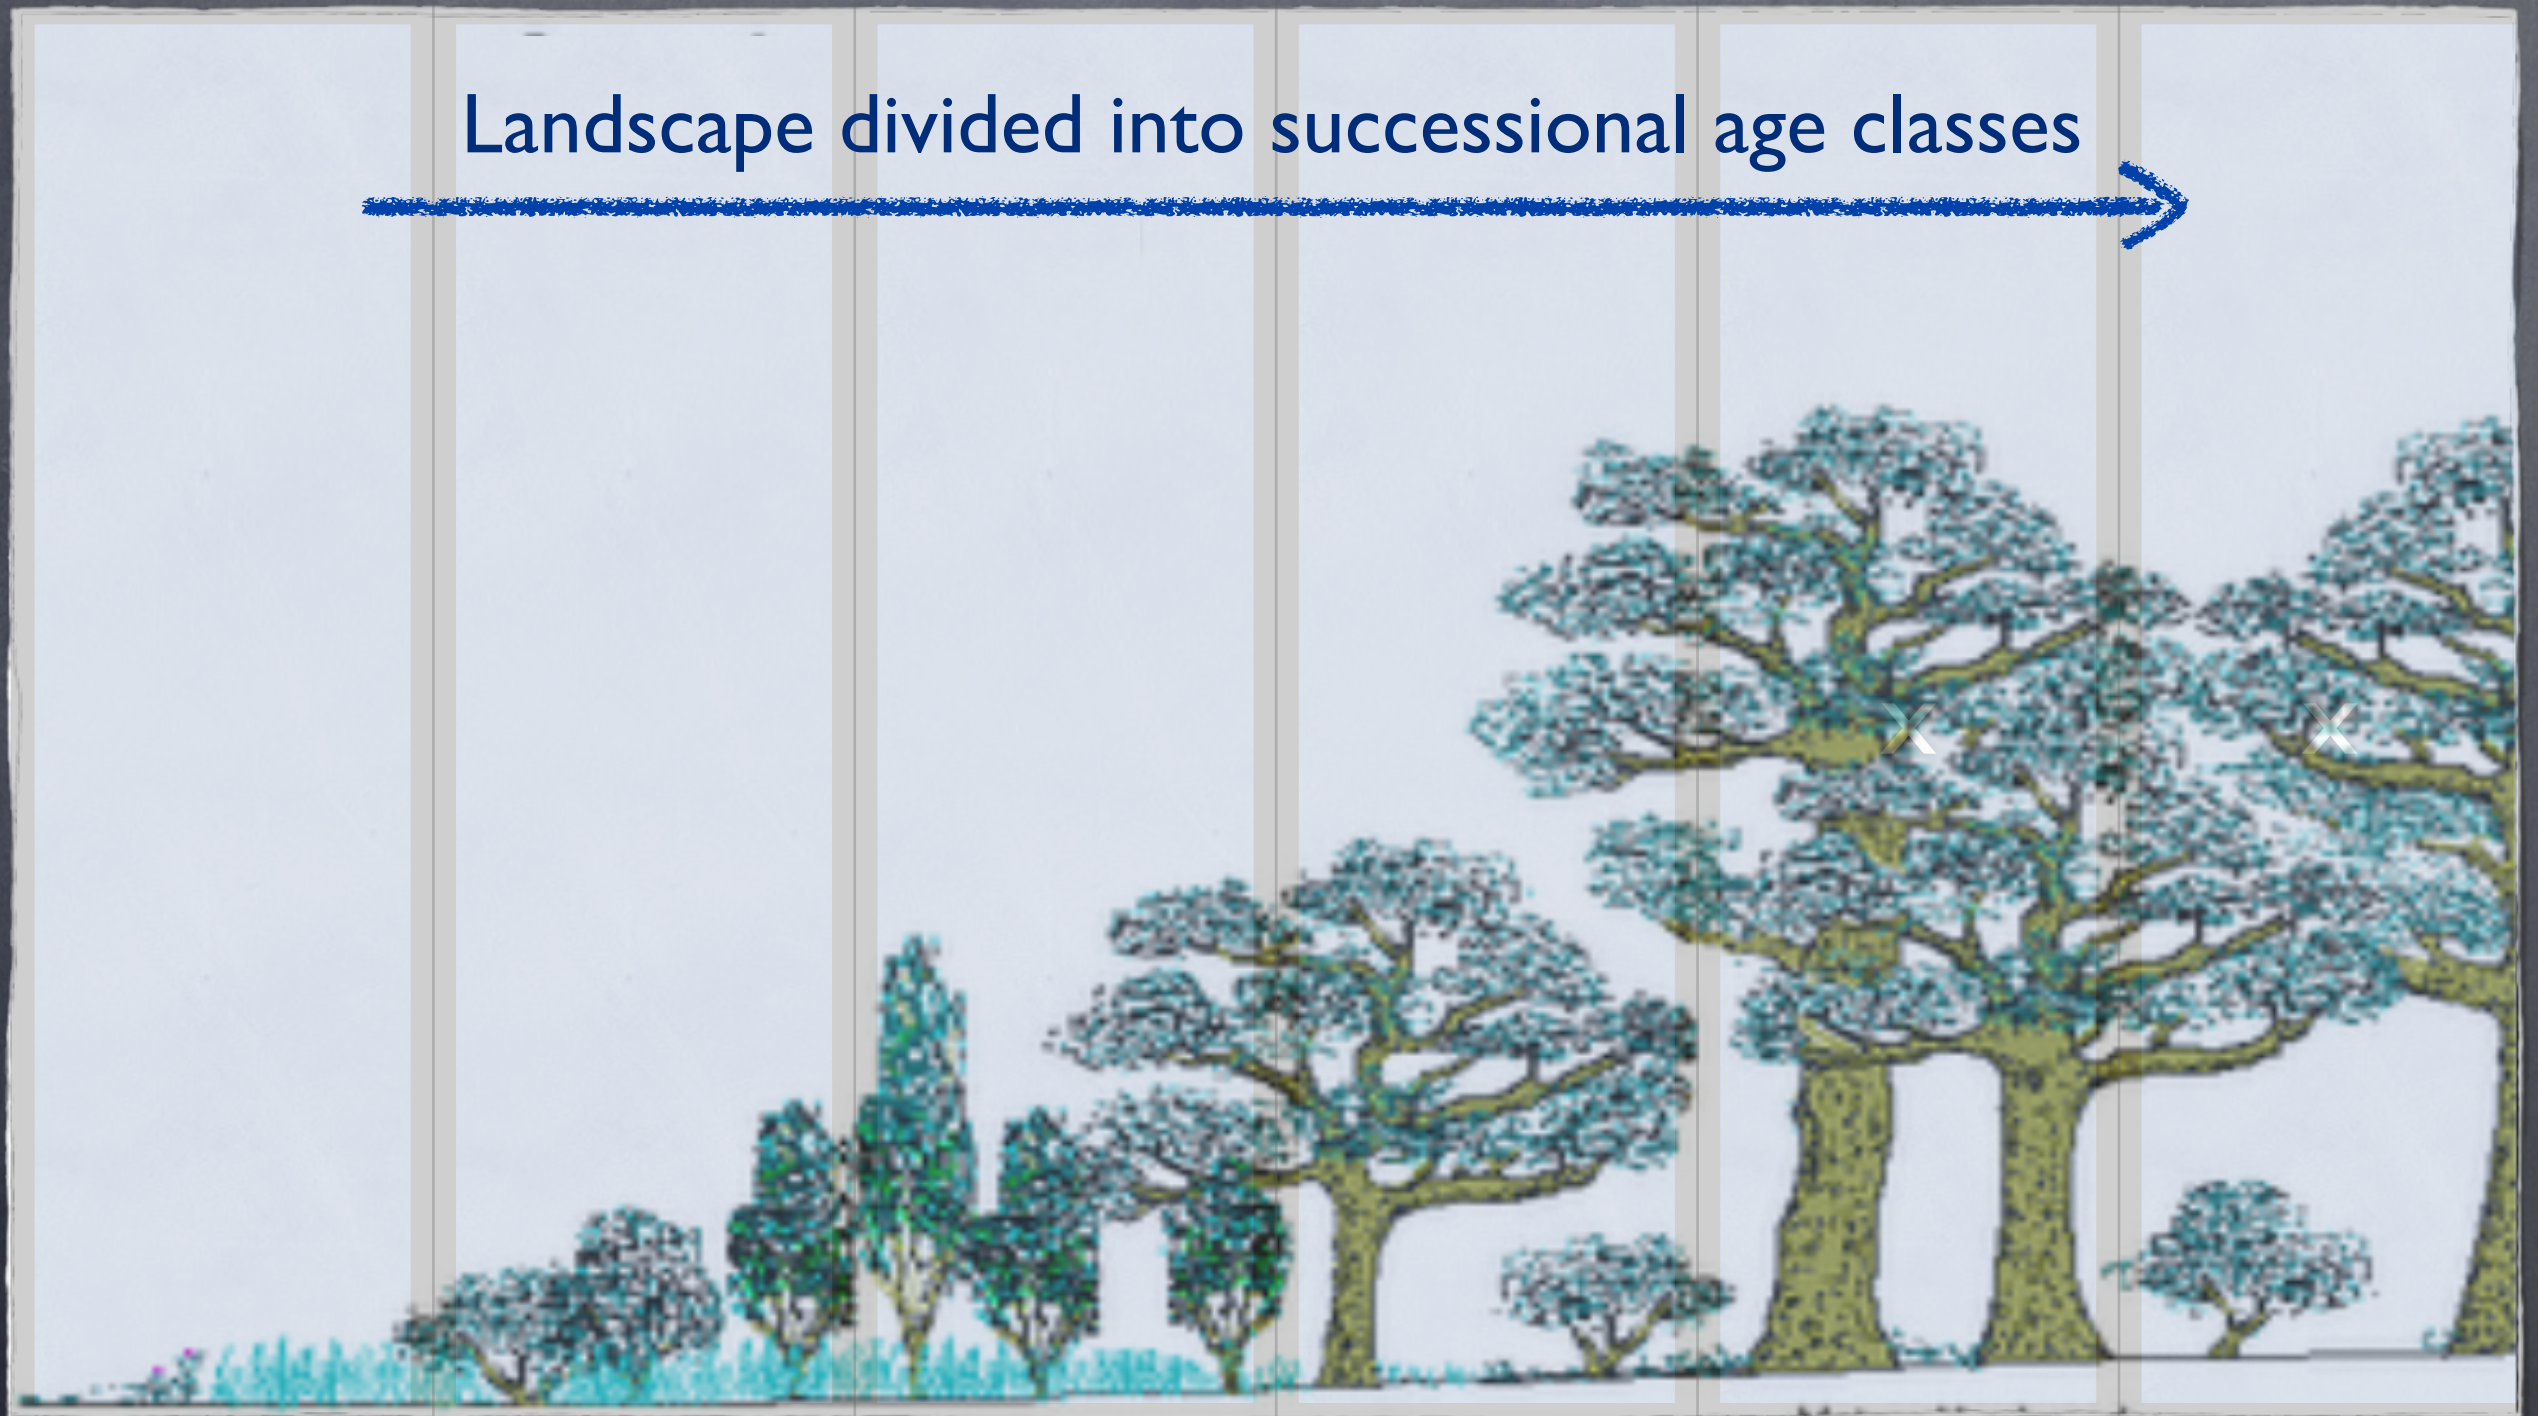 Landscape divided into successional age classes
X X